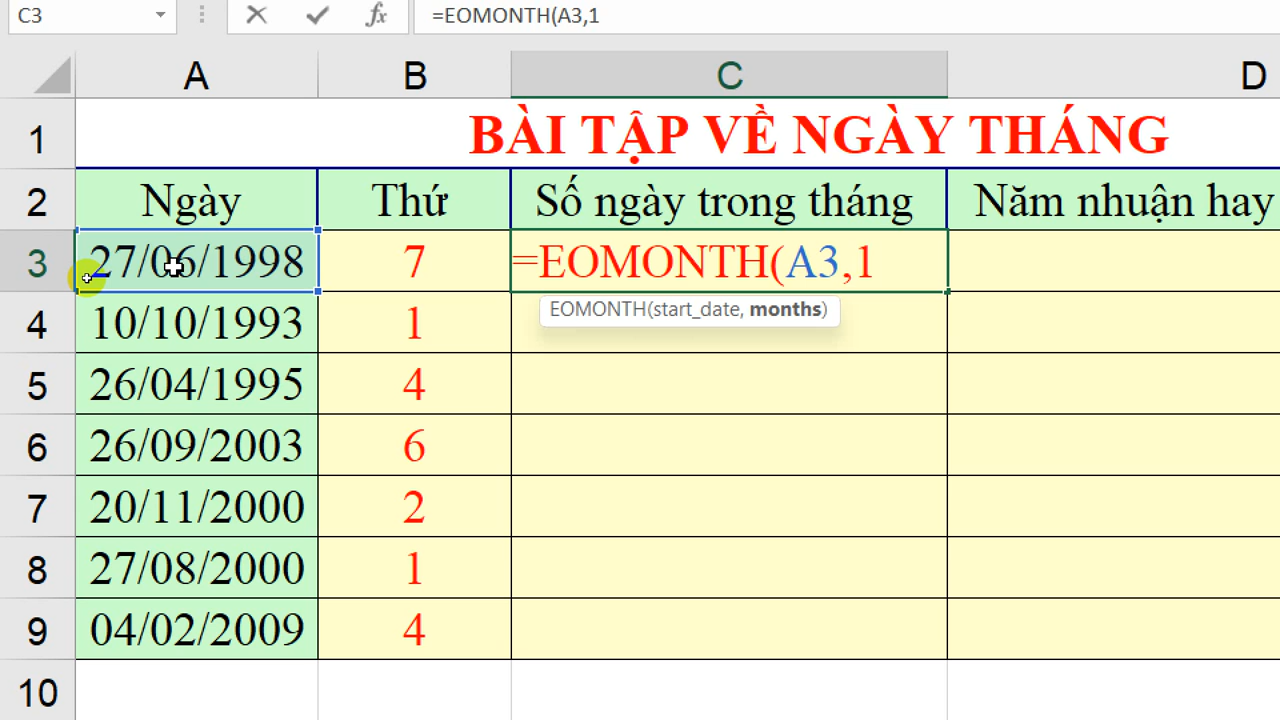 C3 fx =EOMONTH(A3,1
A B C D
1 BÀI TẬP VỀ NGÀY THÁNG
2 Ngày Thứ Số ngày trong tháng Năm nhuận hay
3 27/06/1998 7 =EOMONTH(A3,1
EOMONTH(start_date, months)
4 10/10/1993 1
5 26/04/1995 4
6 26/09/2003 6
7 20/11/2000 2
8 27/08/2000 1
9 04/02/2009 4
10